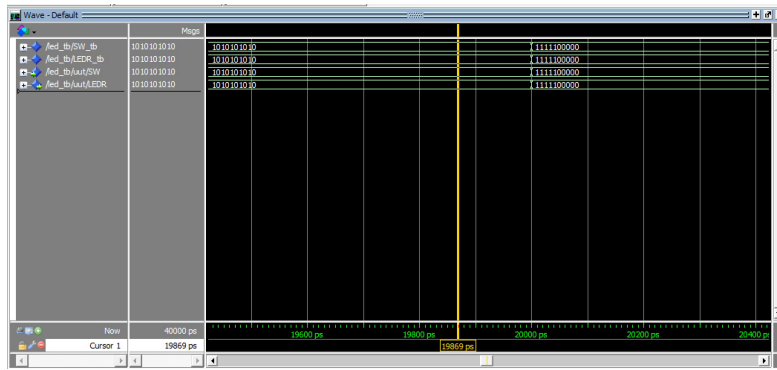 Wave - Default
Msgs
/led_tb/SW_tb 1010101010 1010101010 1111100000
/led_tb/LEDR_tb 1010101010 1010101010 1111100000
/led_tb/uut/SW 1010101010 1010101010 1111100000
/led_tb/uut/LEDR 1010101010 1010101010 1111100000
Now 40000 ps 19600 ps 19800 ps 20000 ps 20200 ps 20400 ps
Cursor 1 19869 ps 19869 ps